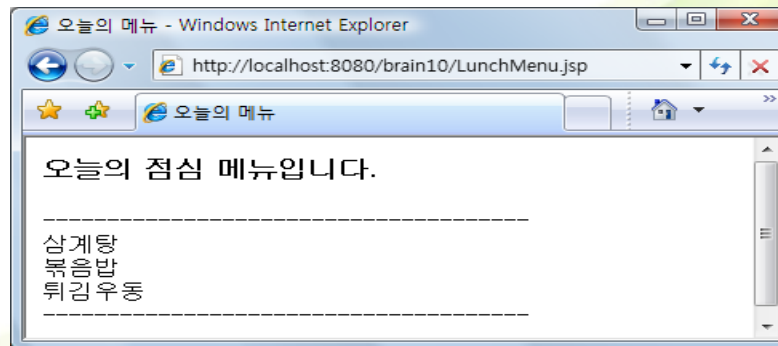 오늘의 메뉴 - Windows Internet Explorer
http://localhost:8080/brain10/LunchMenu.jsp
오늘의 메뉴
오늘의 점심 메뉴입니다.
--------------------------------------
삼계탕
볶음밥
튀김우동
--------------------------------------